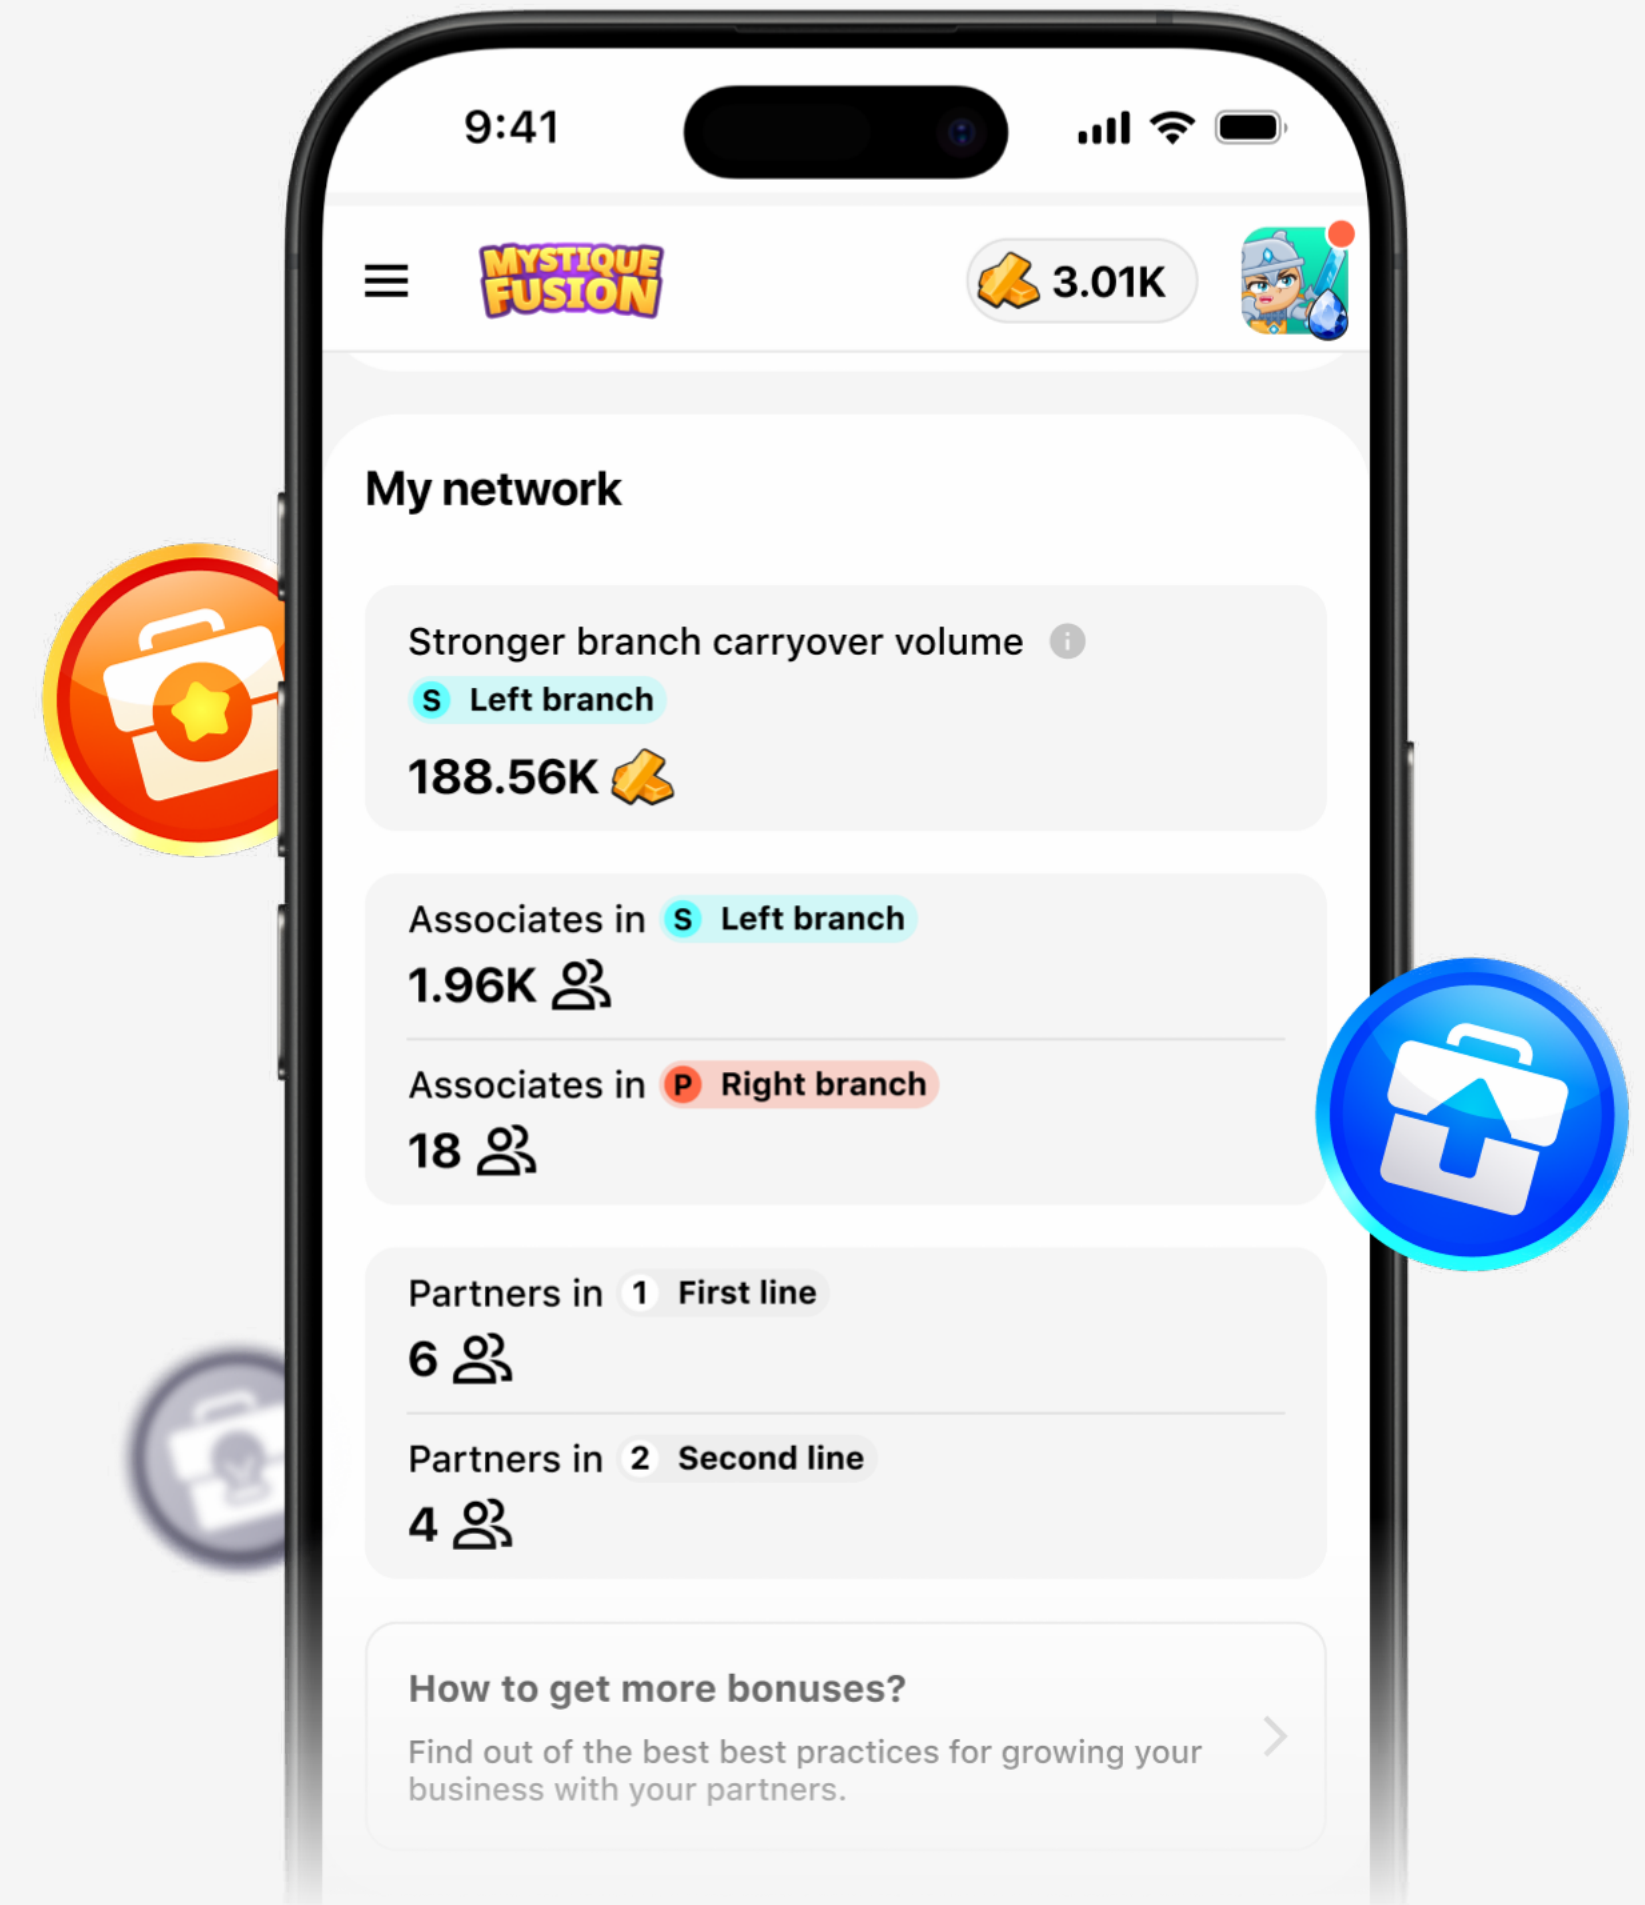 9:41
MYSTIQUE
FUSION
3.01K
My network
Stronger branch carryover volume i
S Left branch
188.56K
Associates in S Left branch
1.96K
Associates in P Right branch
18
Partners in 1 First line
6
Partners in 2 Second line
4
How to get more bonuses?
Find out of the best best practices for growing your
business with your partners.